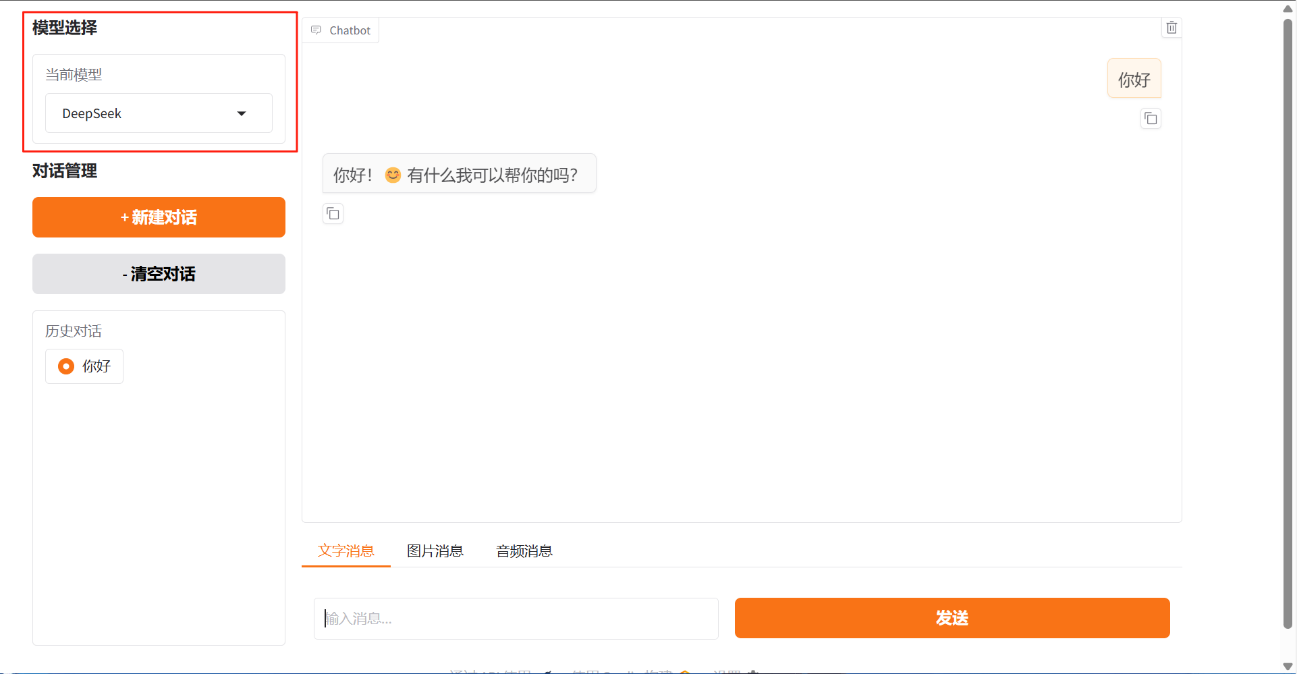 模型选择
当前模型
DeepSeek
对话管理
+ 新建对话
- 清空对话
历史对话
你好
Chatbot
你好
你好！😊 有什么我可以帮你的吗？
文字消息
图片消息
音频消息
输入消息...
发送